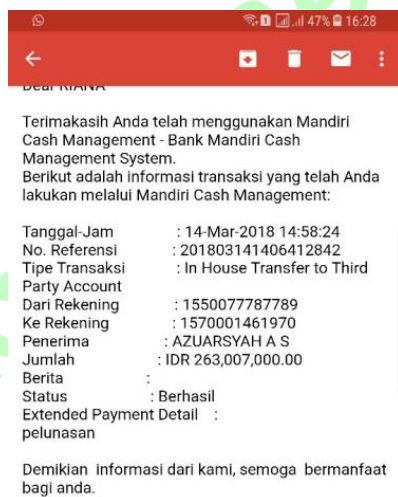 47% 16:28
Dear RIANA
Terimakasih Anda telah menggunakan Mandiri
Cash Management - Bank Mandiri Cash
Management System.
Berikut adalah informasi transaksi yang telah Anda
lakukan melalui Mandiri Cash Management:
Tanggal-Jam : 14-Mar-2018 14:58:24
No. Referensi : 201803141406412842
Tipe Transaksi : In House Transfer to Third
Party Account
Dari Rekening : 1550077787789
Ke Rekening : 1570001461970
Penerima : AZUARSYAH A S
Jumlah : IDR 263,007,000.00
Berita :
Status : Berhasil
Extended Payment Detail :
pelunasan
Demikian informasi dari kami, semoga bermanfaat
bagi anda.